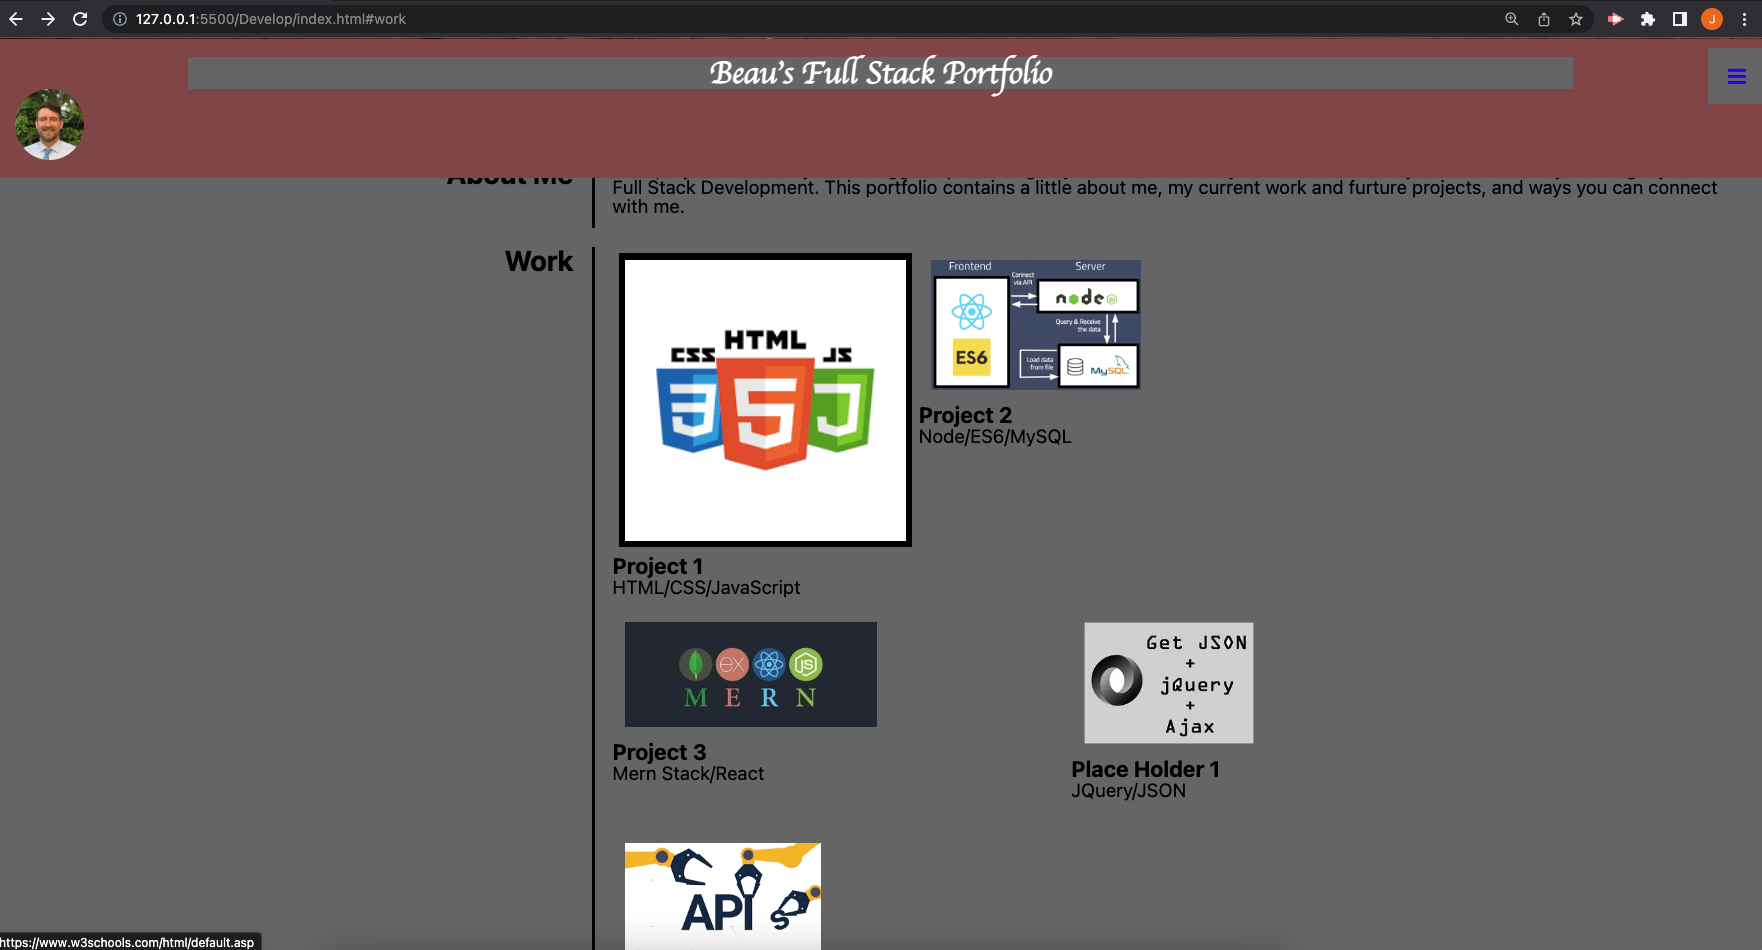 127.0.0.1:5500/Develop/index.html#work
J
Beau's Full Stack Portfolio
About Me
Full Stack Development. This portfolio contains a little about me, my current work and furture projects, and ways you can connect
with me.
Work
CSS HTML JS
Project 1
HTML/CSS/JavaScript
Frontend
Server
Connect
via API
node
JS
Query & Receive
the data
ES6
Load data
from file
MySQL
Project 2
Node/ES6/MySQL
ex JS
M E R N
Project 3
Mern Stack/React
Get JSON
+
jQuery
+
Ajax
Place Holder 1
JQuery/JSON
API s
https://www.w3schools.com/html/default.asp